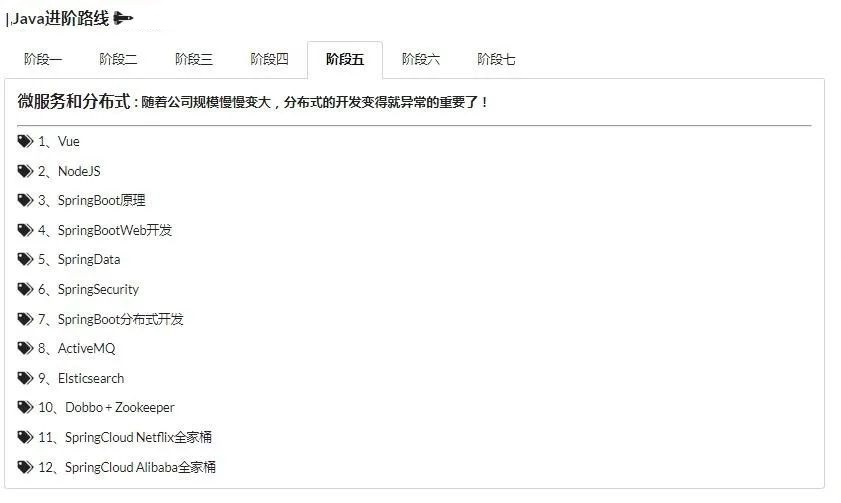 |,Java进阶路线
阶段一 阶段二 阶段三 阶段四 阶段五 阶段六 阶段七
微服务和分布式：随着公司规模慢慢变大，分布式的开发变得就异常的重要了！
1、Vue
2、NodeJS
3、SpringBoot原理
4、SpringBootWeb开发
5、SpringData
6、SpringSecurity
7、SpringBoot分布式开发
8、ActiveMQ
9、Elsticsearch
10、Dobbo + Zookeeper
11、SpringCloud Netflix全家桶
12、SpringCloud Alibaba全家桶